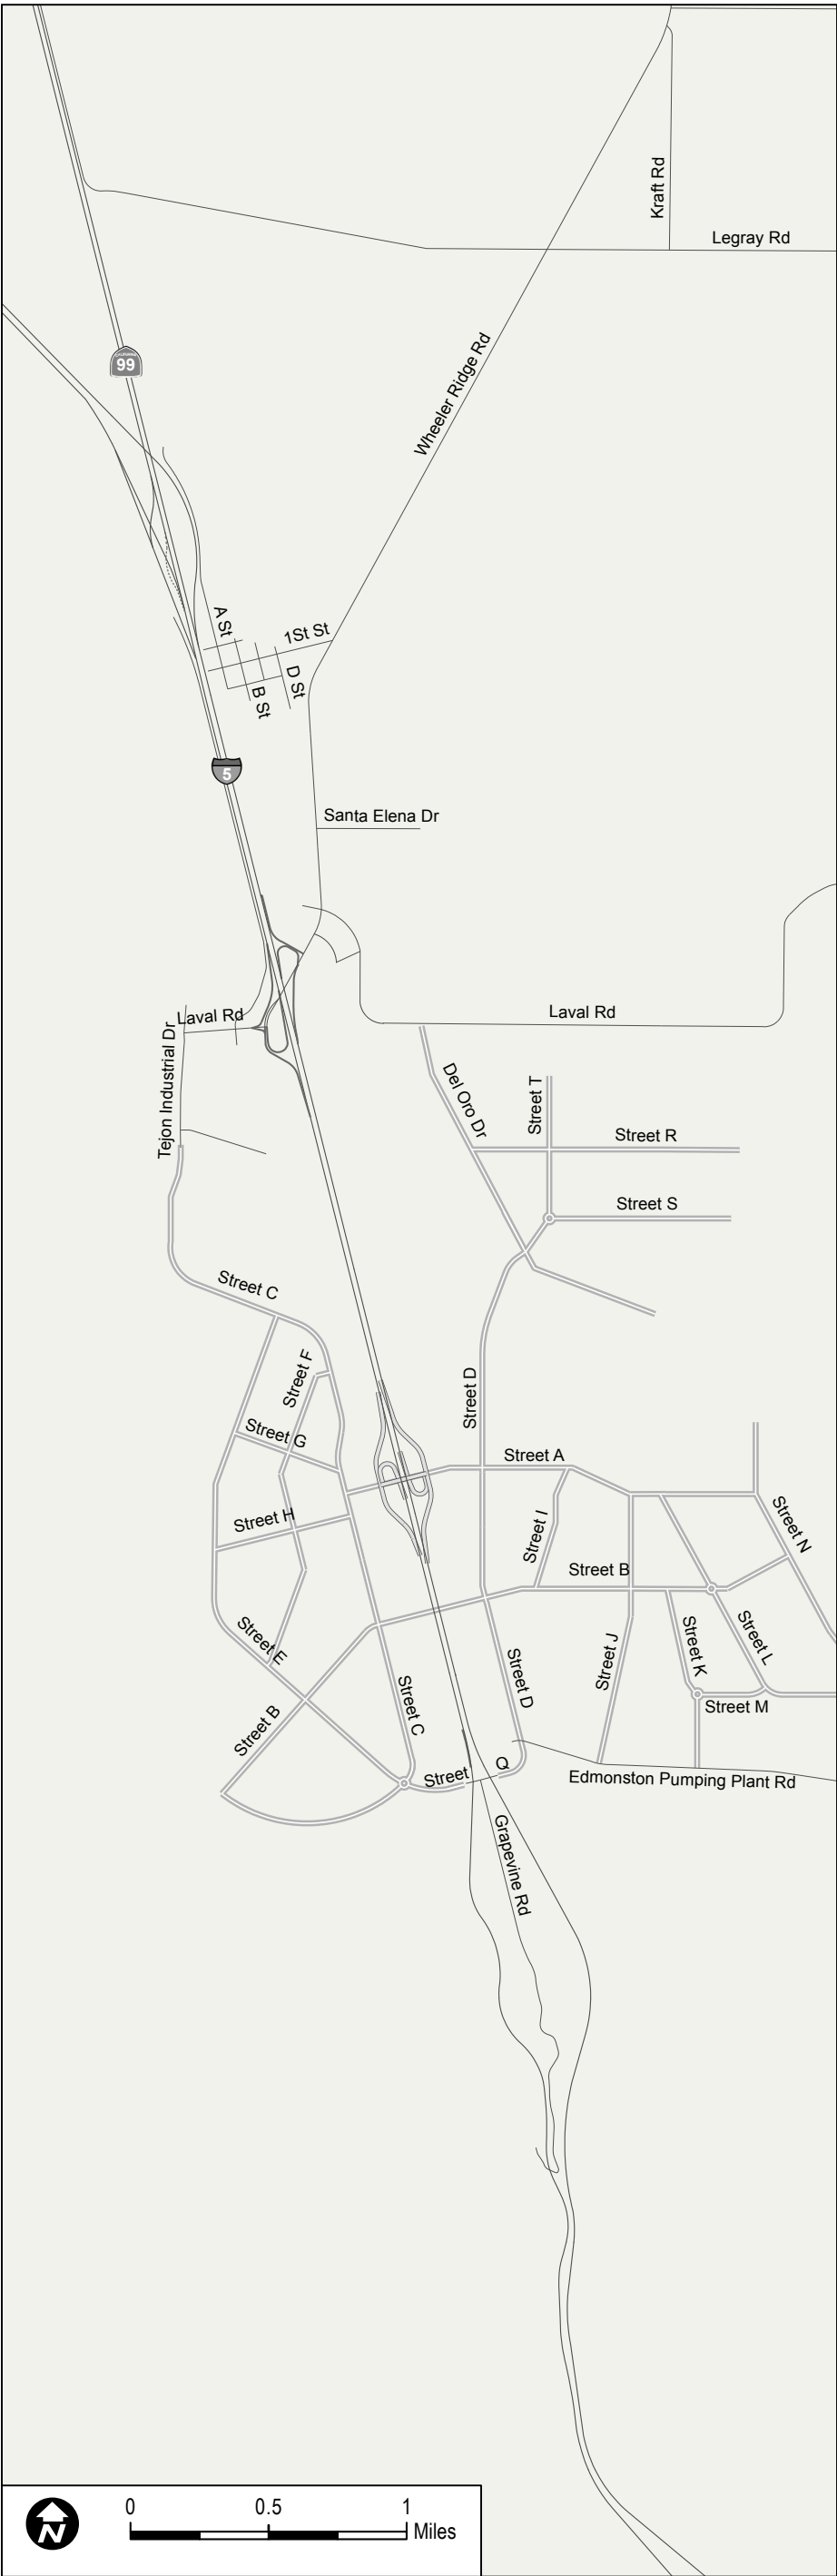 Kraft Rd
Legray Rd
Wheeler Ridge Rd
CALIFORNIA
99
A St
1St St
D St
B St
5
Santa Elena Dr
Laval Rd
Laval Rd
Tejon Industrial Dr
Del Oro Dr
Street T
Street R
Street S
Street C
Street F
Street D
Street G
Street A
Street H
Street I
Street N
Street B
Street E
Street K
Street L
Street J
Street D
Street C
Street B
Street M
Street Q
Edmonston Pumping Plant Rd
Grapevine Rd
N
0 0.5 1
Miles